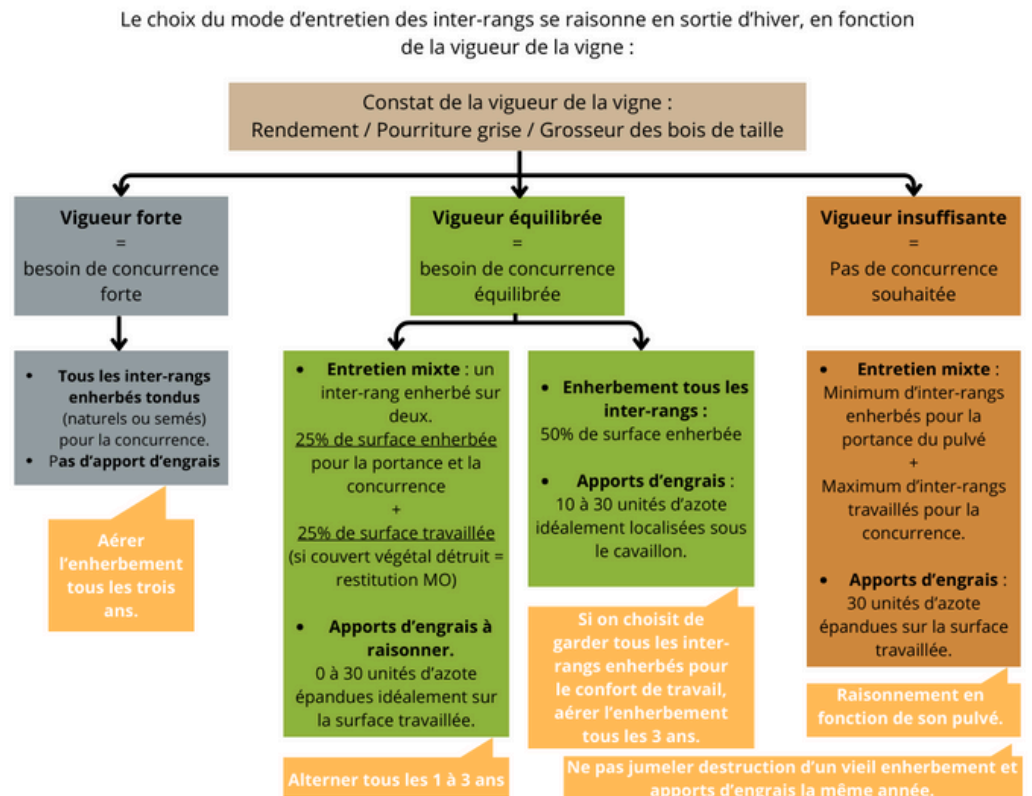 Le choix du mode d'entretien des inter-rangs se raisonne en sortie d'hiver, en fonction
de la vigueur de la vigne :
Constat de la vigueur de la vigne :
Rendement / Pourriture grise / Grosseur des bois de taille
Vigueur forte
=
besoin de concurrence
forte
• Tous les inter-rangs
enherbés tondus
(naturels ou semés)
pour la concurrence.
• Pas d'apport d'engrais
Aérer
l'enherbement
tous les trois
ans.
Vigueur équilibrée
=
besoin de concurrence
équilibrée
• Entretien mixte : un
inter-rang enherbé sur
deux.
25% de surface enherbée
pour la portance et la
concurrence
+
25% de surface travaillée
(si couvert végétal détruit =
restitution MO)
• Apports d'engrais à
raisonner.
0 à 30 unités d'azote
épandues idéalement sur
la surface travaillée.
Alterner tous les 1 à 3 ans
• Enherbement tous les
inter-rangs :
50% de surface enherbée
• Apports d'engrais :
10 à 30 unités d'azote
idéalement localisées sous
le cavaillon.
Si on choisit de
garder tous les inter-
rangs enherbés pour
le confort de travail,
aérer l'enherbement
tous les 3 ans.
Vigueur insuffisante
=
Pas de concurrence
souhaitée
• Entretien mixte :
Minimum d'inter-rangs
enherbés pour la
portance du pulvé
+
Maximum d'inter-rangs
travaillés pour la
concurrence.
• Apports d'engrais :
30 unités d'azote
épandues sur la surface
travaillée.
Raisonnement en
fonction de son pulvé.
Ne pas jumeler destruction d'un vieil enherbement et
apports d'engrais la même année.